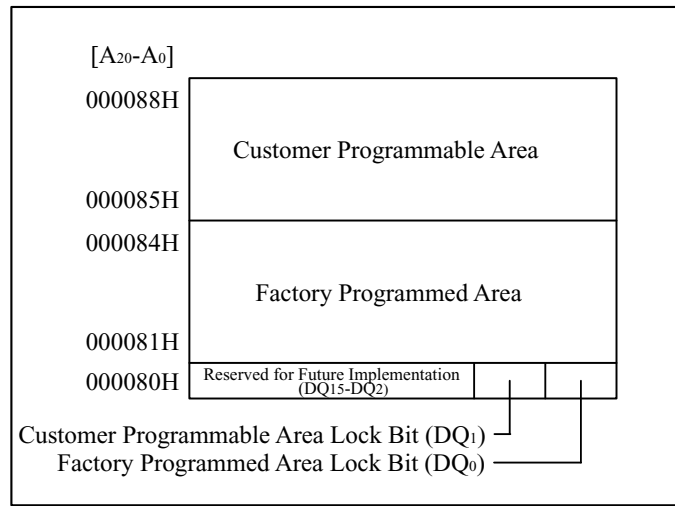 [A20-A0]
000088H
Customer Programmable Area
000085H
000084H
Factory Programmed Area
000081H
000080H
Reserved for Future Implementation
(DQ15-DQ2)
Customer Programmable Area Lock Bit (DQ1)
Factory Programmed Area Lock Bit (DQ0)